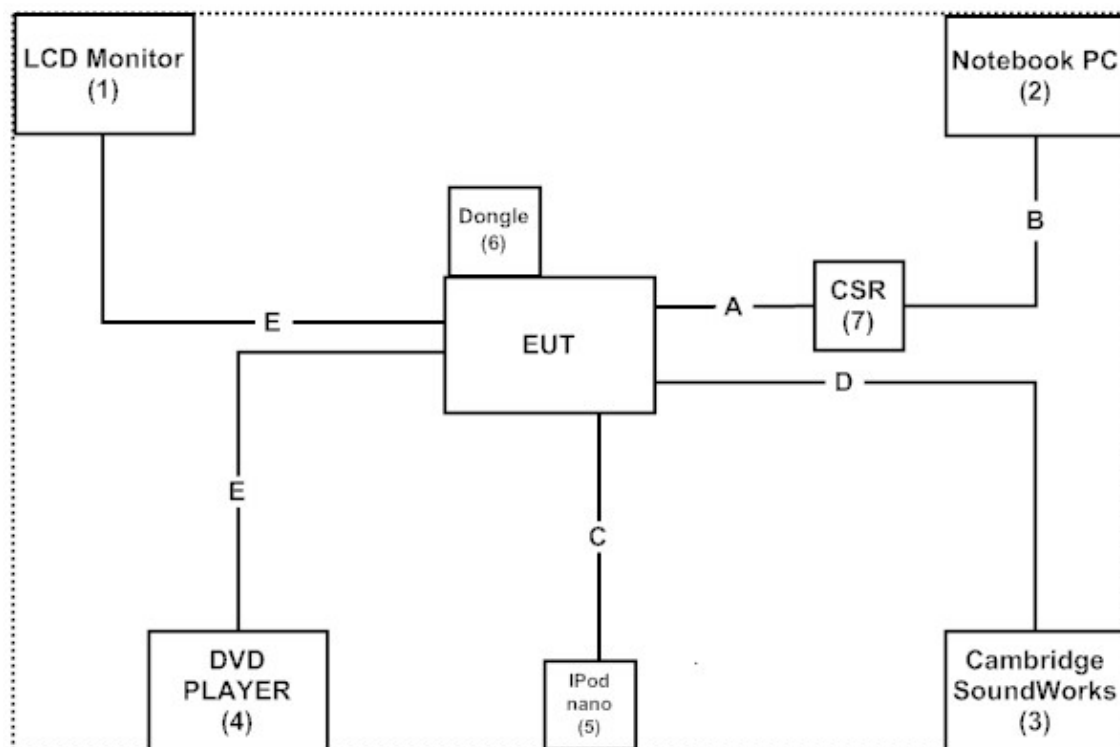 LCD Monitor
(1)
Notebook PC
(2)
Dongle
(6)
B
CSR
(7)
A
E
EUT
D
E
C
DVD
PLAYER
(4)
IPod
nano
(5)
Cambridge
SoundWorks
(3)